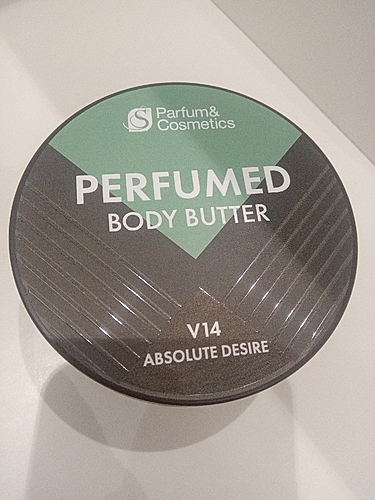 S Parfum&
Cosmetics
PERFUMED
BODY BUTTER
V14
ABSOLUTE DESIRE